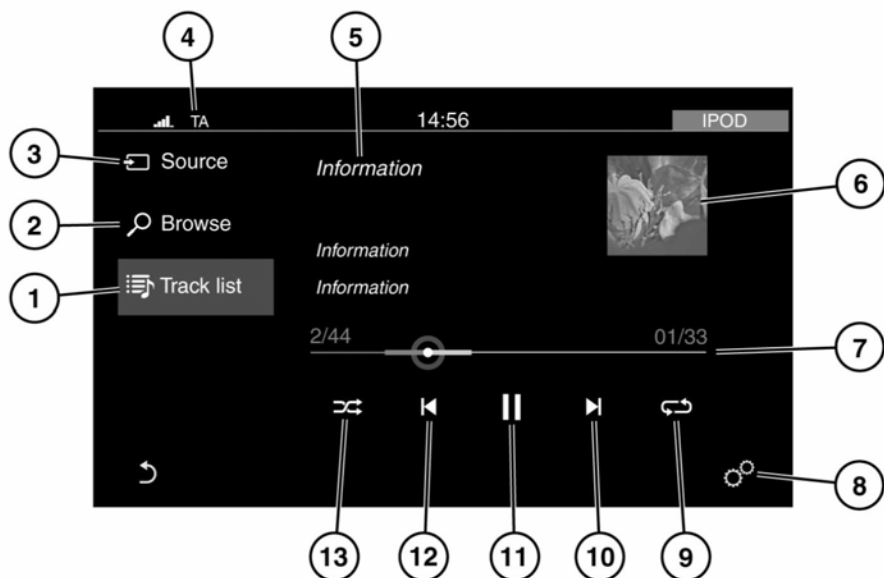 4 5
TA 14:56 IPOD
3 Source Information 6
2 Browse
Information
1 Track list Information
2/44 01/33
7
8
13 12 11 10 9